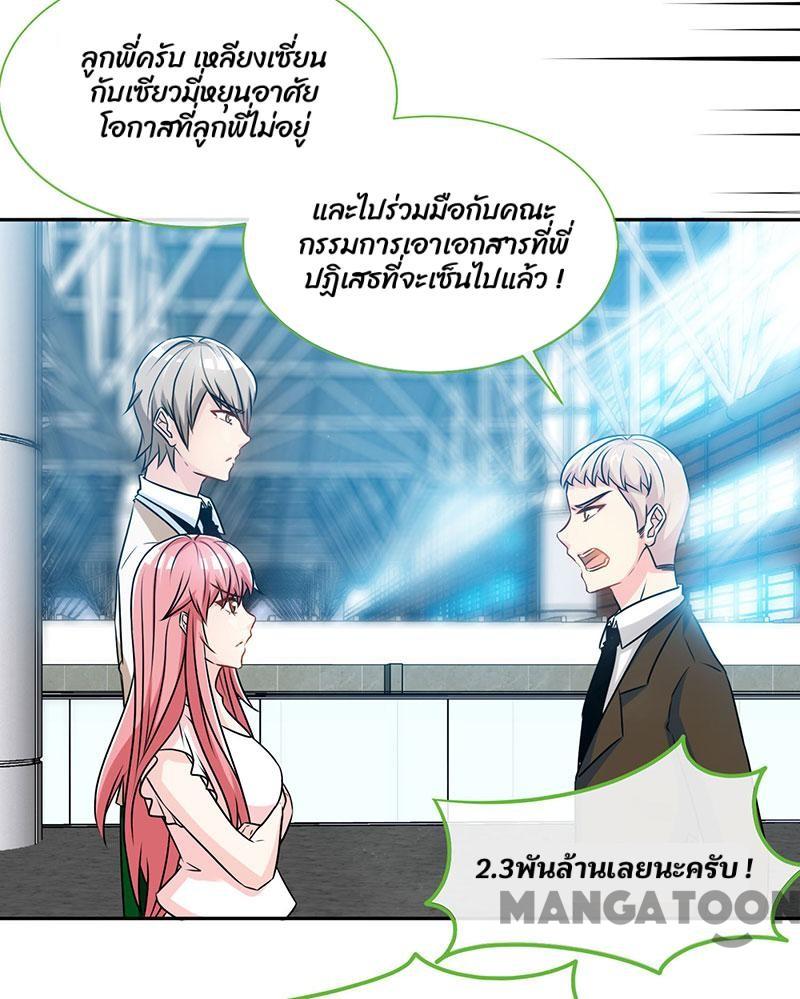 ลูกพี่ครับ เหลียงเซี่ยน
กับเซียวมี่หยุนอาศัย
โอกาสที่ลูกพี่ไม่อยู่
และไปร่วมมือกับคณะ
กรรมการเอาเอกสารที่พี่
ปฏิเสธที่จะเซ็นไปแล้ว !
2.3พันล้านเลยนะครับ !
MANGATOON